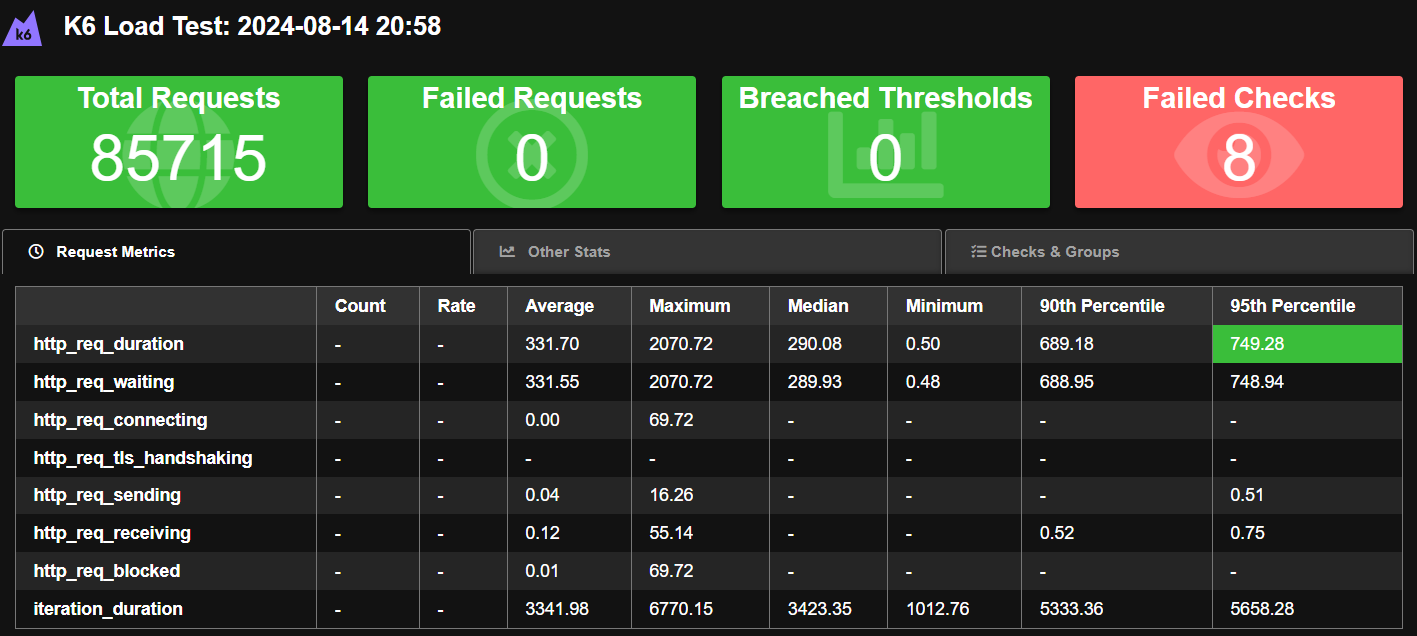 k6 K6 Load Test: 2024-08-14 20:58
Total Requests Failed Requests Breached Thresholds Failed Checks
85715 0 0 8
Request Metrics Other Stats Checks & Groups
Count Rate Average Maximum Median Minimum 90th Percentile 95th Percentile
http_req_duration - - 331.70 2070.72 290.08 0.50 689.18 749.28
http_req_waiting - - 331.55 2070.72 289.93 0.48 688.95 748.94
http_req_connecting - - 0.00 69.72 - - - -
http_req_tls_handshaking - - - - - - - -
http_req_sending - - 0.04 16.26 - - - 0.51
http_req_receiving - - 0.12 55.14 - - 0.52 0.75
http_req_blocked - - 0.01 69.72 - - - -
iteration_duration - - 3341.98 6770.15 3423.35 1012.76 5333.36 5658.28